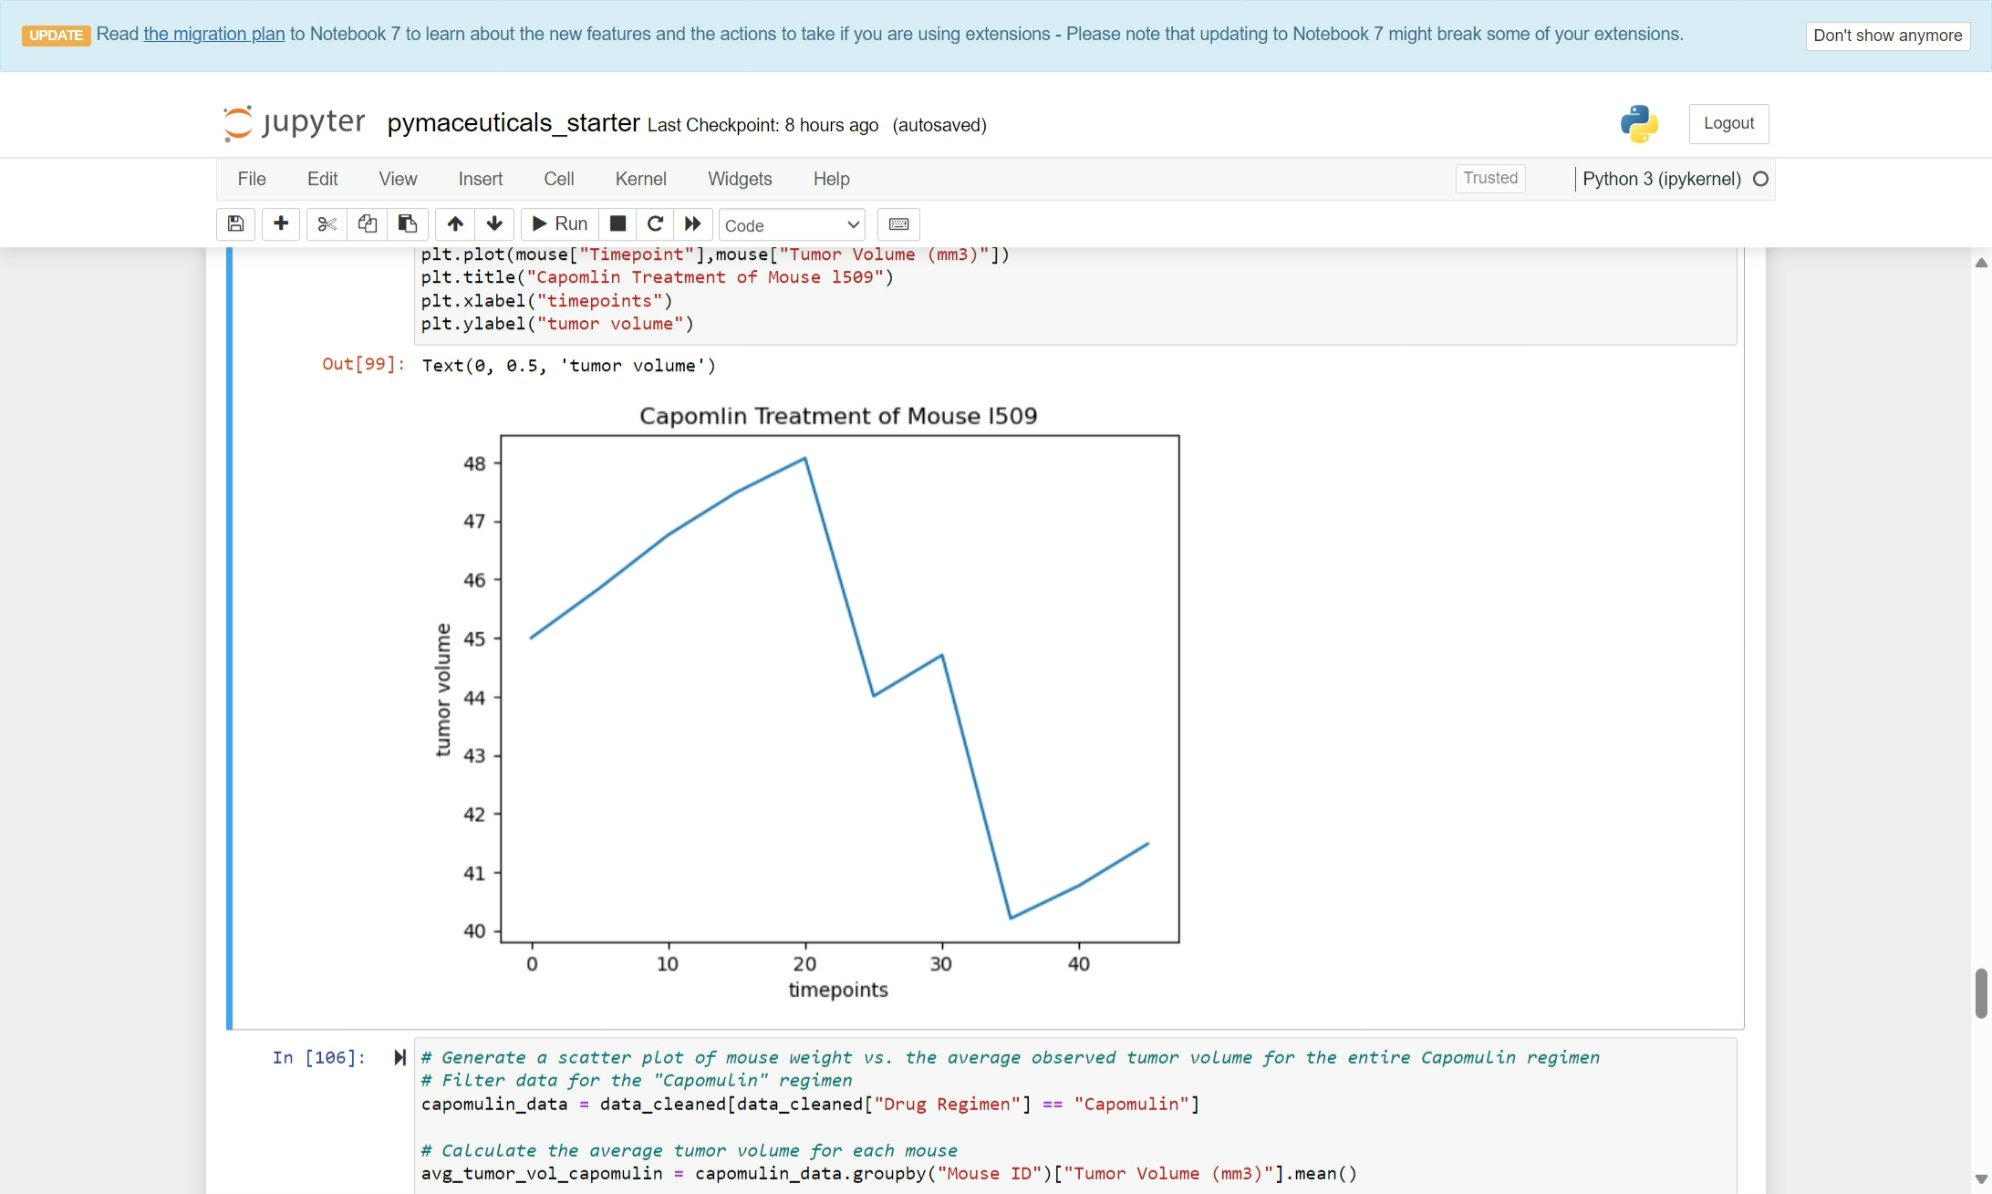 UPDATE Read the migration plan to Notebook 7 to learn about the new features and the actions to take if you are using extensions - Please note that updating to Notebook 7 might break some of your extensions. Don't show anymore
jupyter pymaceuticals_starter Last Checkpoint: 8 hours ago (autosaved) Logout
File Edit View Insert Cell Kernel Widgets Help Trusted Python 3 (ipykernel)
Run Code
plt.plot(mouse["Timepoint"],mouse["Tumor Volume (mm3)"])
plt.title("Capomlin Treatment of Mouse l509")
plt.xlabel("timepoints")
plt.ylabel("tumor volume")
Out[99]: Text(0, 0.5, 'tumor volume')
Capomlin Treatment of Mouse l509
48
47
46
45
44
43
42
41
40
tumor volume
0 10 20 30 40
timepoints
In [106]: # Generate a scatter plot of mouse weight vs. the average observed tumor volume for the entire Capomulin regimen
# Filter data for the "Capomulin" regimen
capomulin_data = data_cleaned[data_cleaned["Drug Regimen"] == "Capomulin"]
# Calculate the average tumor volume for each mouse
avg_tumor_vol_capomulin = capomulin_data.groupby("Mouse ID")["Tumor Volume (mm3)"].mean()